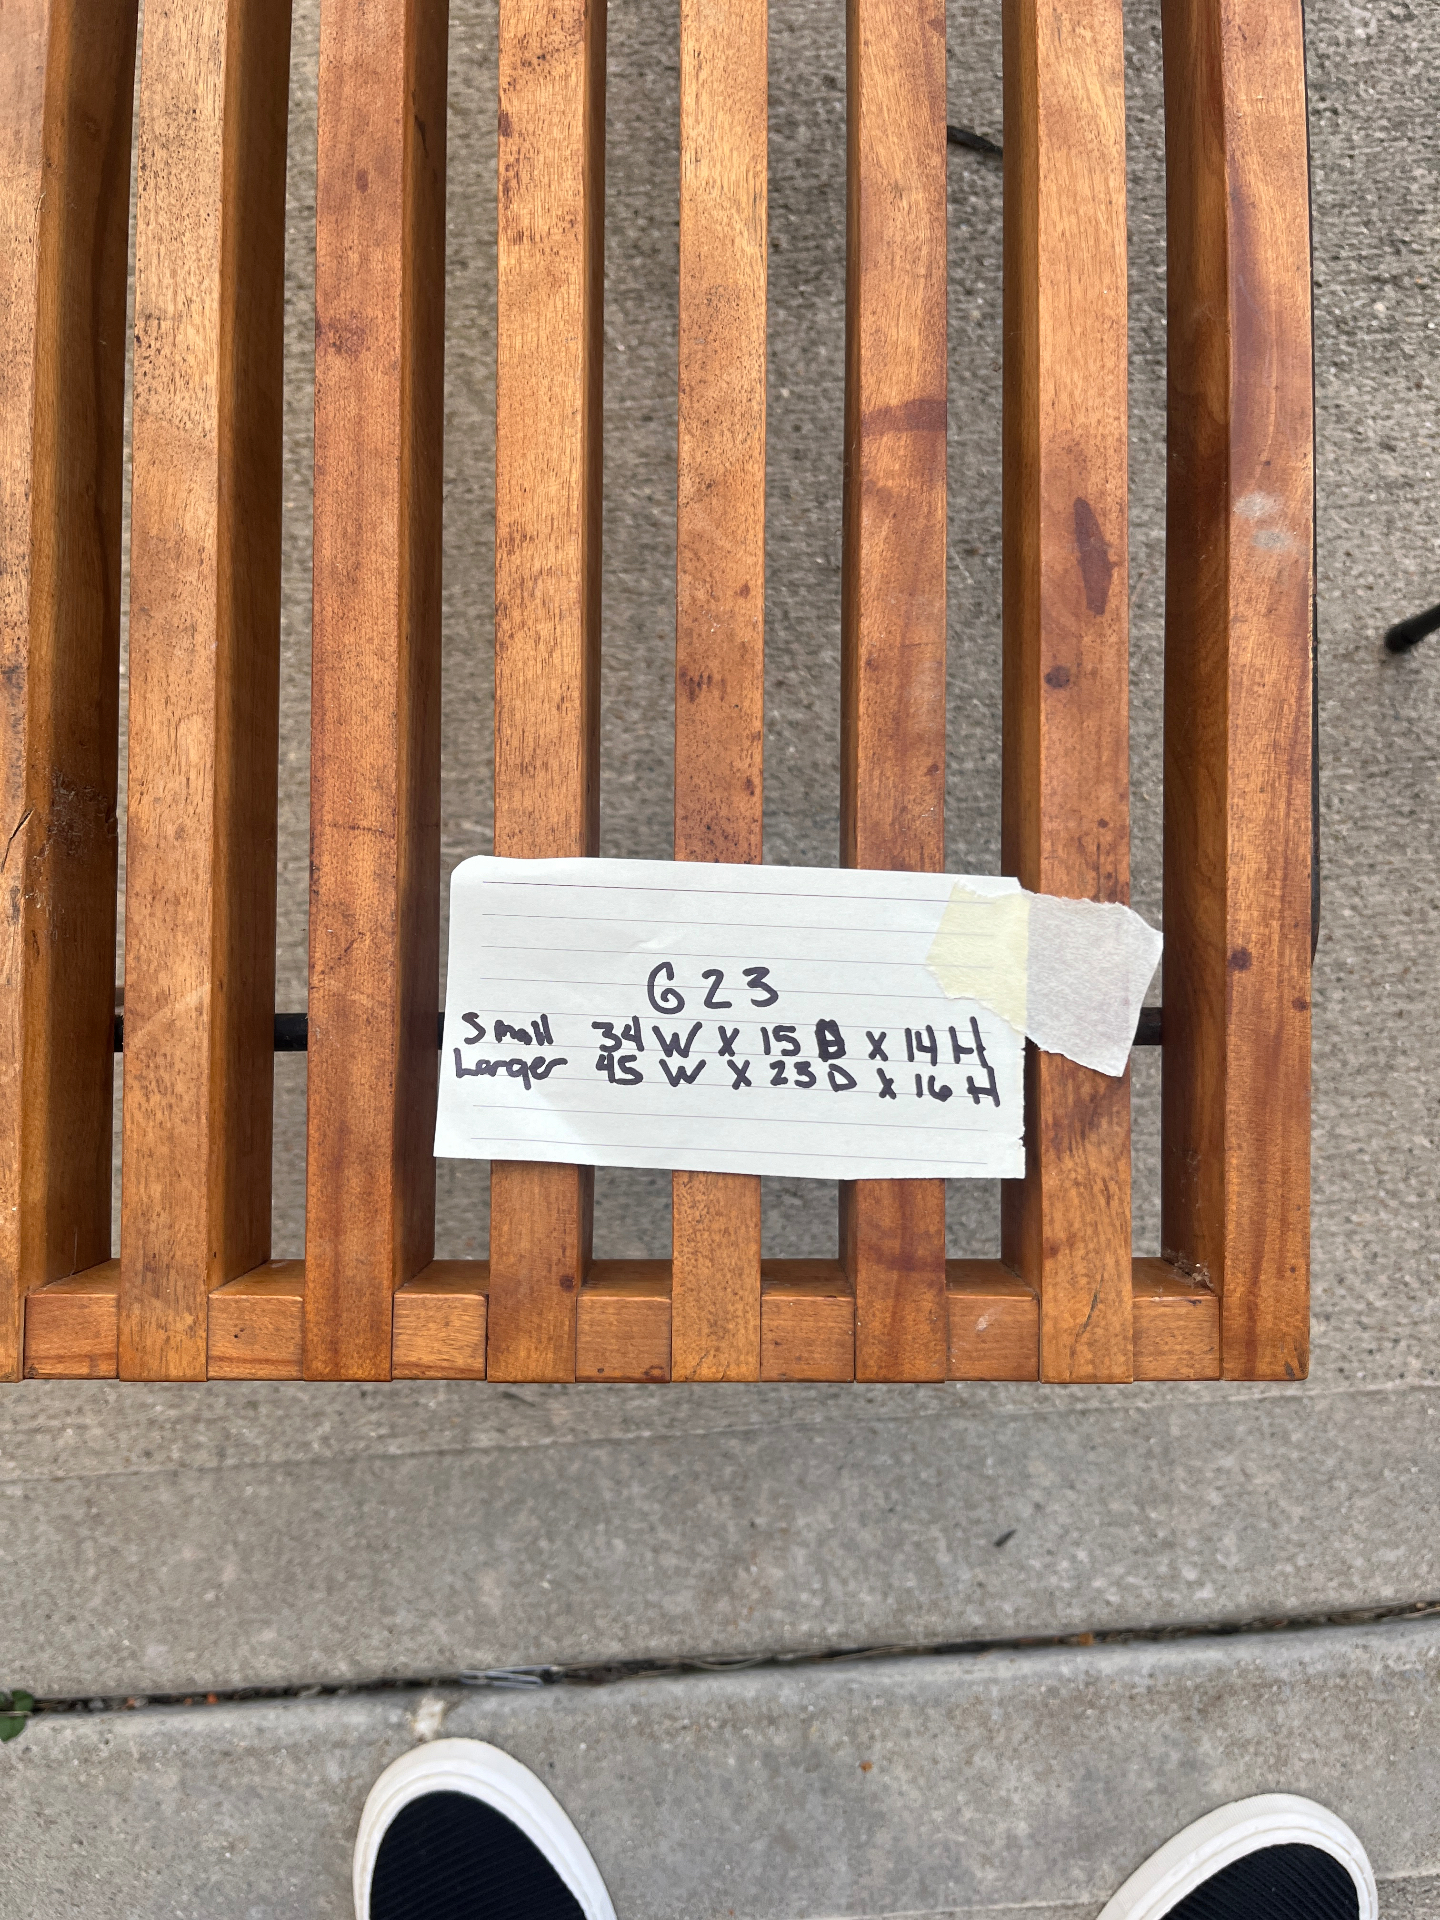 G23
Small 34 W X 15 D X 14 H
Larger 45 W X 23 D X 16 H